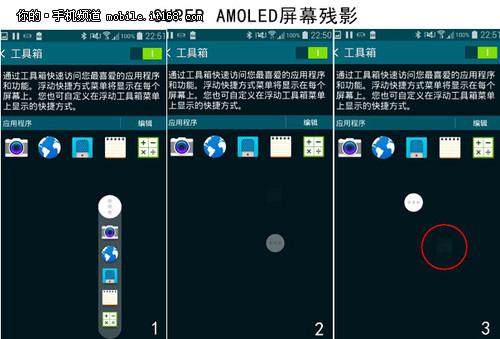 你的·手机频道 mobile.it168.com
SUPER AMOLED屏幕残影
100% 22:51
工具箱
通过工具箱快速访问您最喜爱的应用程序
和功能。浮动快捷方式菜单将显示在每个
屏幕上。您也可自定义在浮动工具箱菜单
上显示的快捷方式。
应用程序 编辑
1
100% 22:51
工具箱
通过工具箱快速访问您最喜爱的应用程序
和功能。浮动快捷方式菜单将显示在每个
屏幕上。您也可自定义在浮动工具箱菜单
上显示的快捷方式。
应用程序 编辑
2
100% 22:50
工具箱
通过工具箱快速访问您最喜爱的应用程序
和功能。浮动快捷方式菜单将显示在每个
屏幕上。您也可自定义在浮动工具箱菜单
上显示的快捷方式。
应用程序 编辑
3